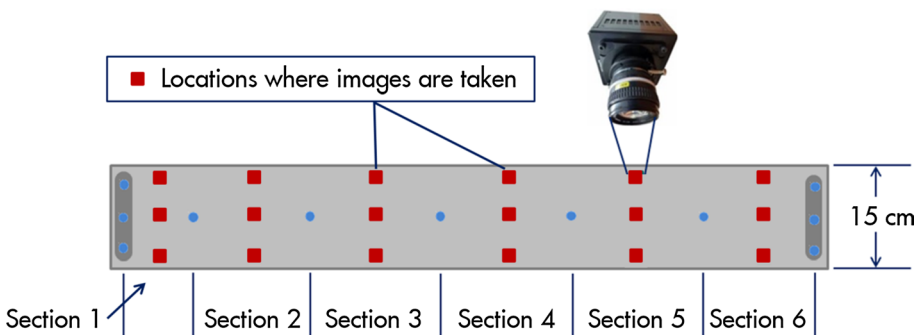 Locations where images are taken
15 cm
Section 1
Section 2
Section 3
Section 4
Section 5
Section 6